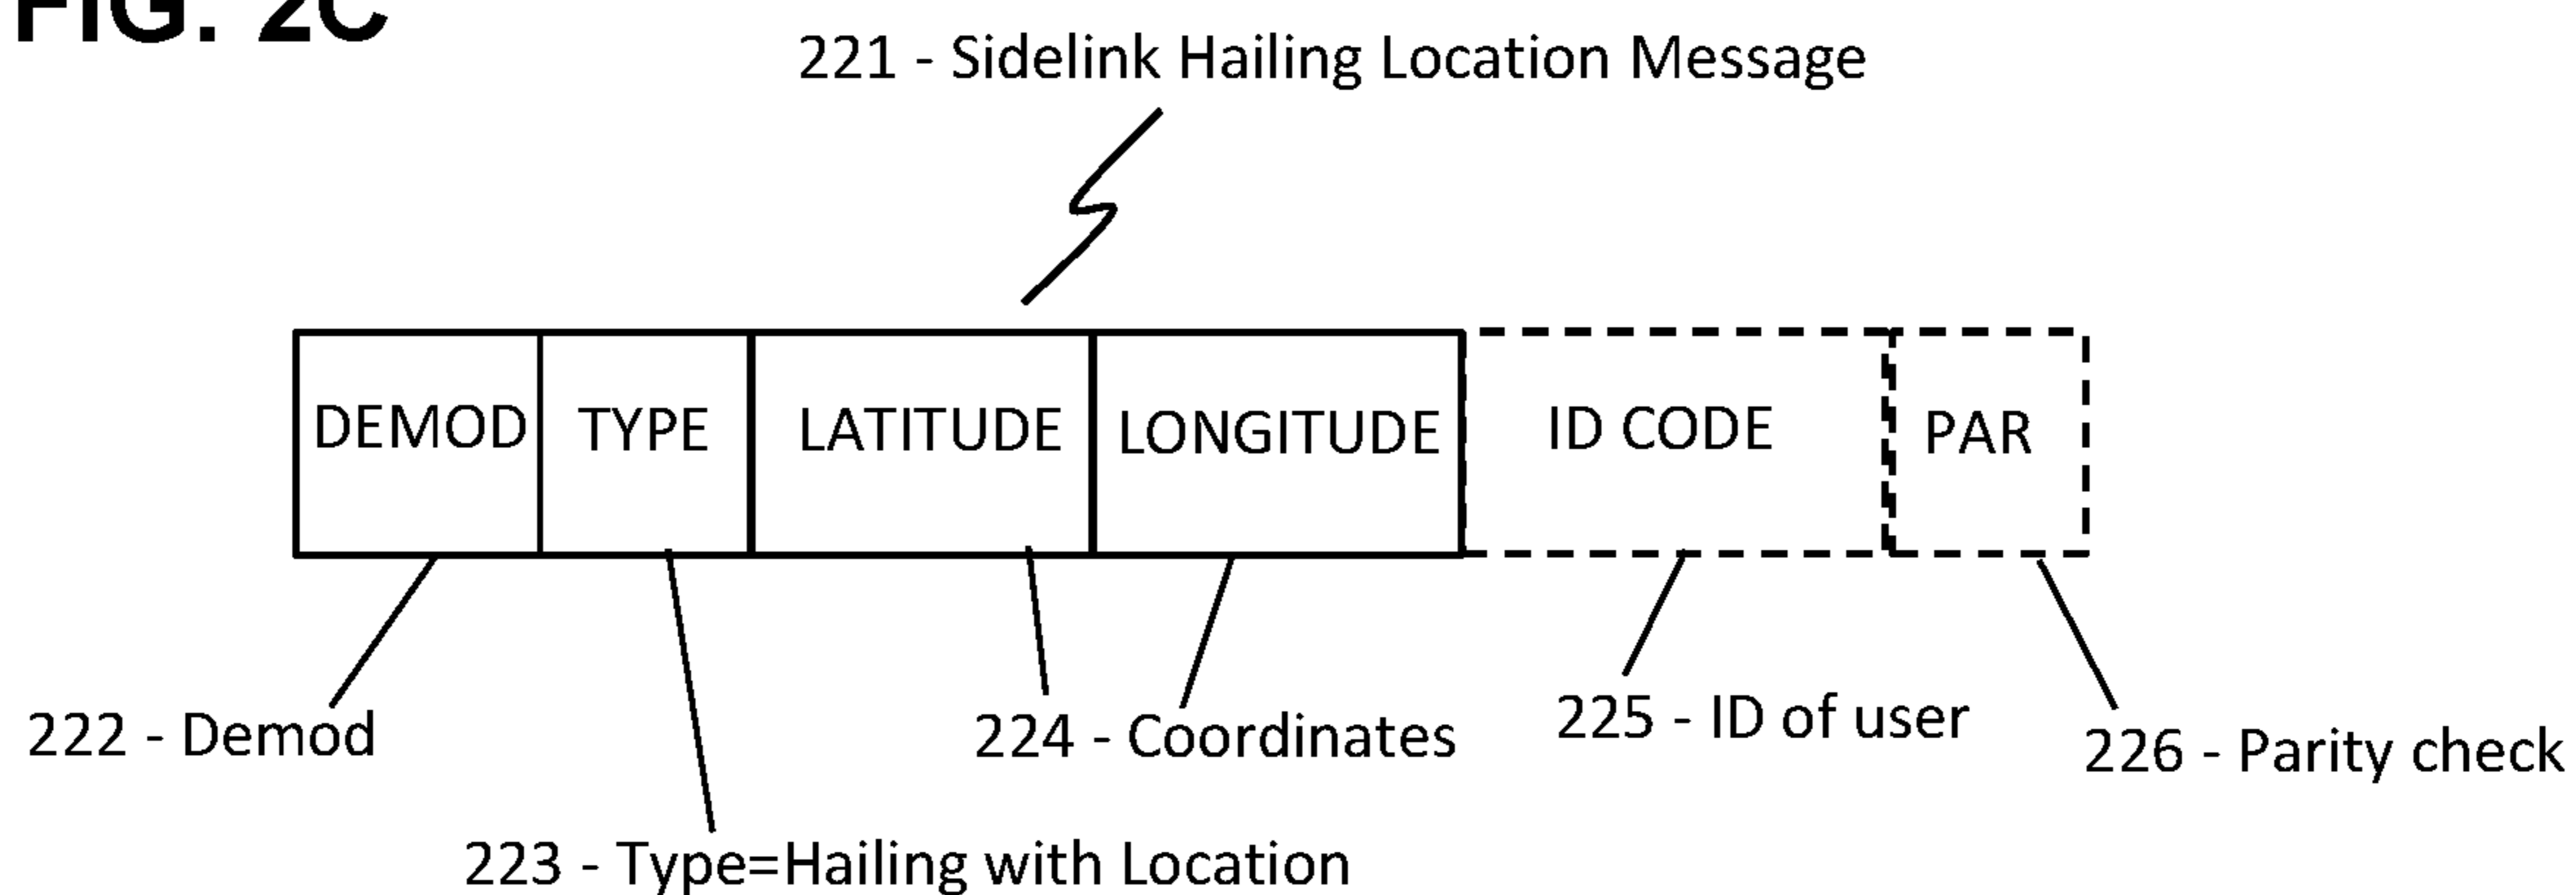 FIG. 2C
221 - Sidelink Hailing Location Message
DEMOD TYPE LATITUDE LONGITUDE ID CODE PAR
222 - Demod
224 - Coordinates
225 - ID of user
226 - Parity check
223 - Type=Hailing with Location